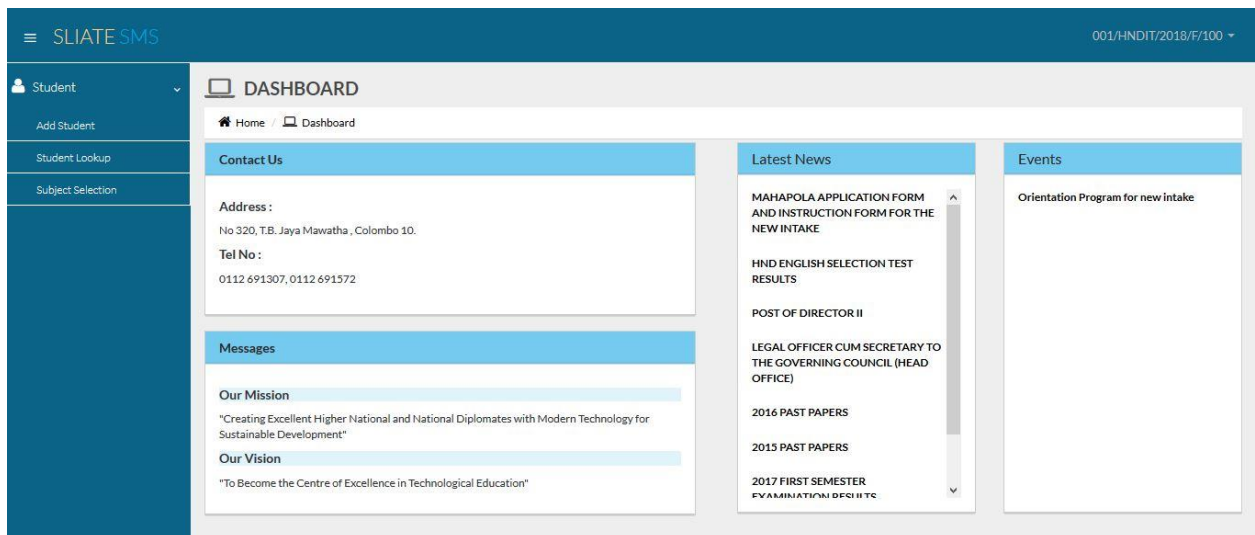 SLIATE SMS
001/HNDIT/2018/F/100
Student
Add Student
Student Lookup
Subject Selection
DASHBOARD
Home / Dashboard
Contact Us
Address :
No 320, T.B. Jaya Mawatha , Colombo 10.
Tel No :
0112 691307, 0112 691572
Messages
Our Mission
"Creating Excellent Higher National and National Diplomates with Modern Technology for
Sustainable Development"
Our Vision
"To Become the Centre of Excellence in Technological Education"
Latest News
MAHAPOLA APPLICATION FORM
AND INSTRUCTION FORM FOR THE
NEW INTAKE
HND ENGLISH SELECTION TEST
RESULTS
POST OF DIRECTOR II
LEGAL OFFICER CUM SECRETARY TO
THE GOVERNING COUNCIL (HEAD
OFFICE)
2016 PAST PAPERS
2015 PAST PAPERS
2017 FIRST SEMESTER
EXAMINATION RESULTS
Events
Orientation Program for new intake